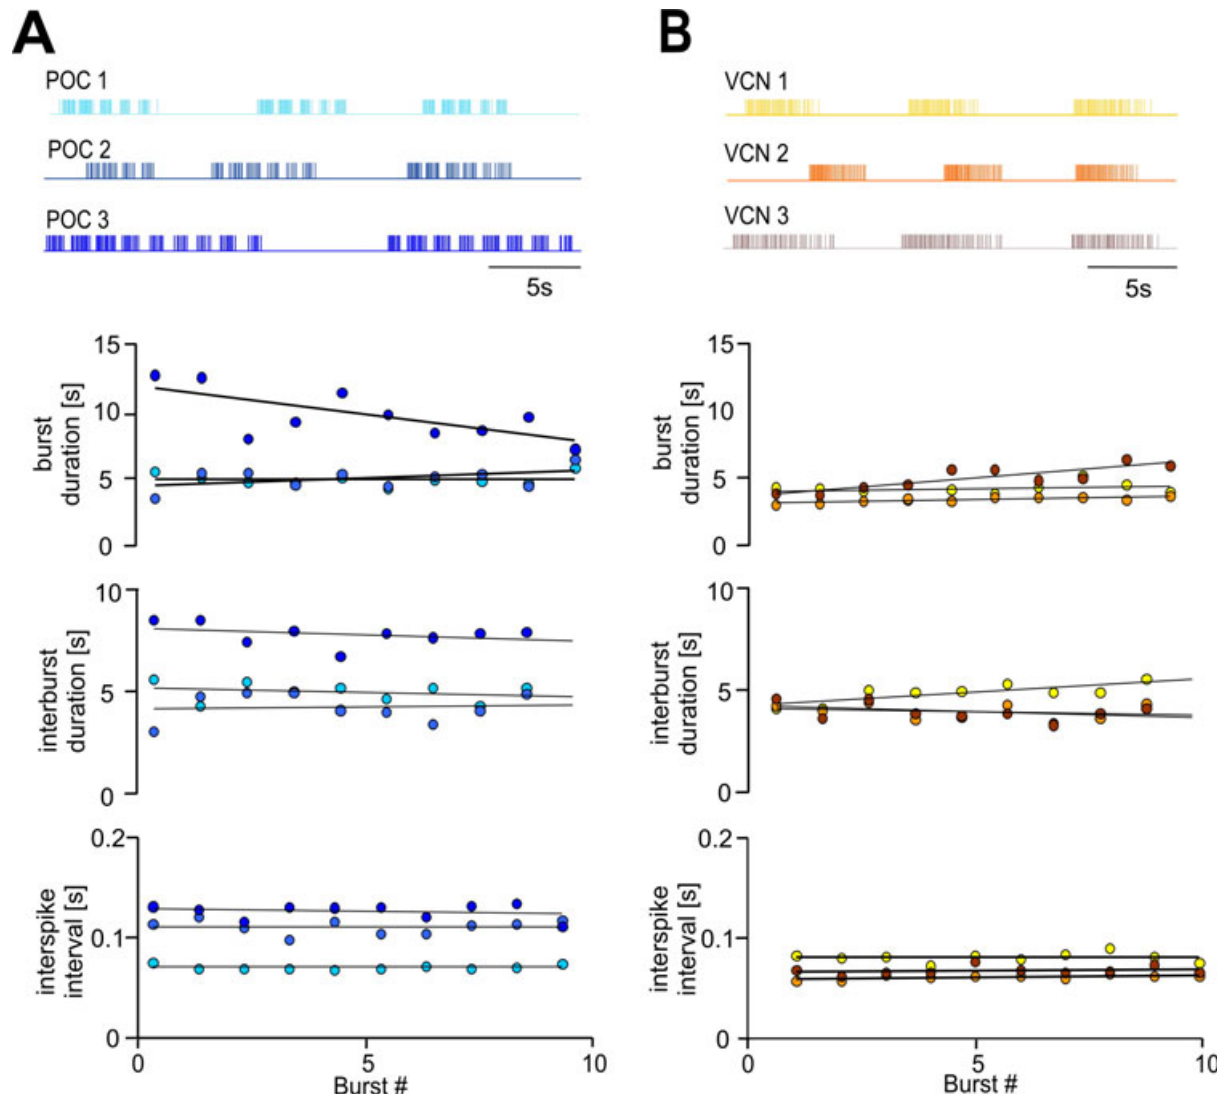 A
POC 1
POC 2
POC 3
5s
15
10
5
0
burst
duration [s]
10
5
0
interburst
duration [s]
0.2
0.1
0
interspike
interval [s]
0
5
10
Burst #
B
VCN 1
VCN 2
VCN 3
5s
15
10
5
0
burst
duration [s]
10
5
0
interburst
duration [s]
0.2
0.1
0
interspike
interval [s]
0
5
10
Burst #